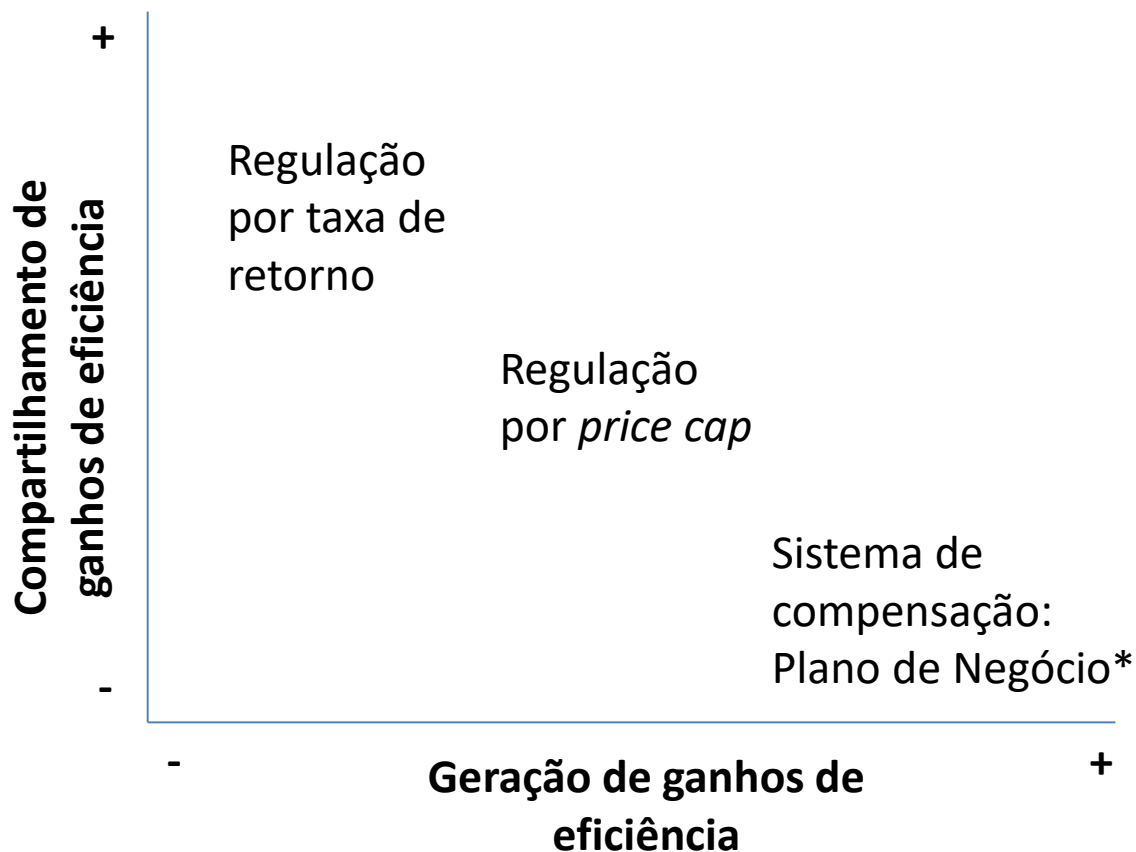 +
Compartilhamento de
ganhos de eficiência
Regulação
por taxa de
retorno
Regulação
por price cap
Sistema de
compensação:
Plano de Negócio*
-
-
+
Geração de ganhos de
eficiência